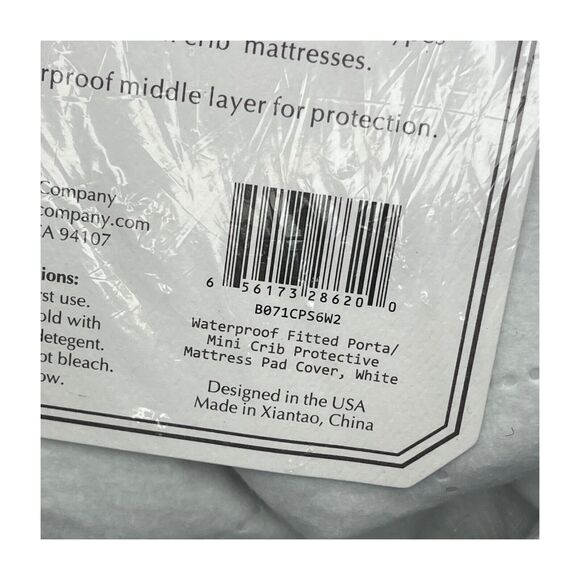 crib mattresses.
rproof middle layer for protection.
Company
company.com
CA 94107
ions:
rst use.
old with
detegent.
ot bleach.
ow.
6 56173 28620 0
B071CPS6W2
Waterproof Fitted Porta/
Mini Crib Protective
Mattress Pad Cover, White
Designed in the USA
Made in Xiantao, China